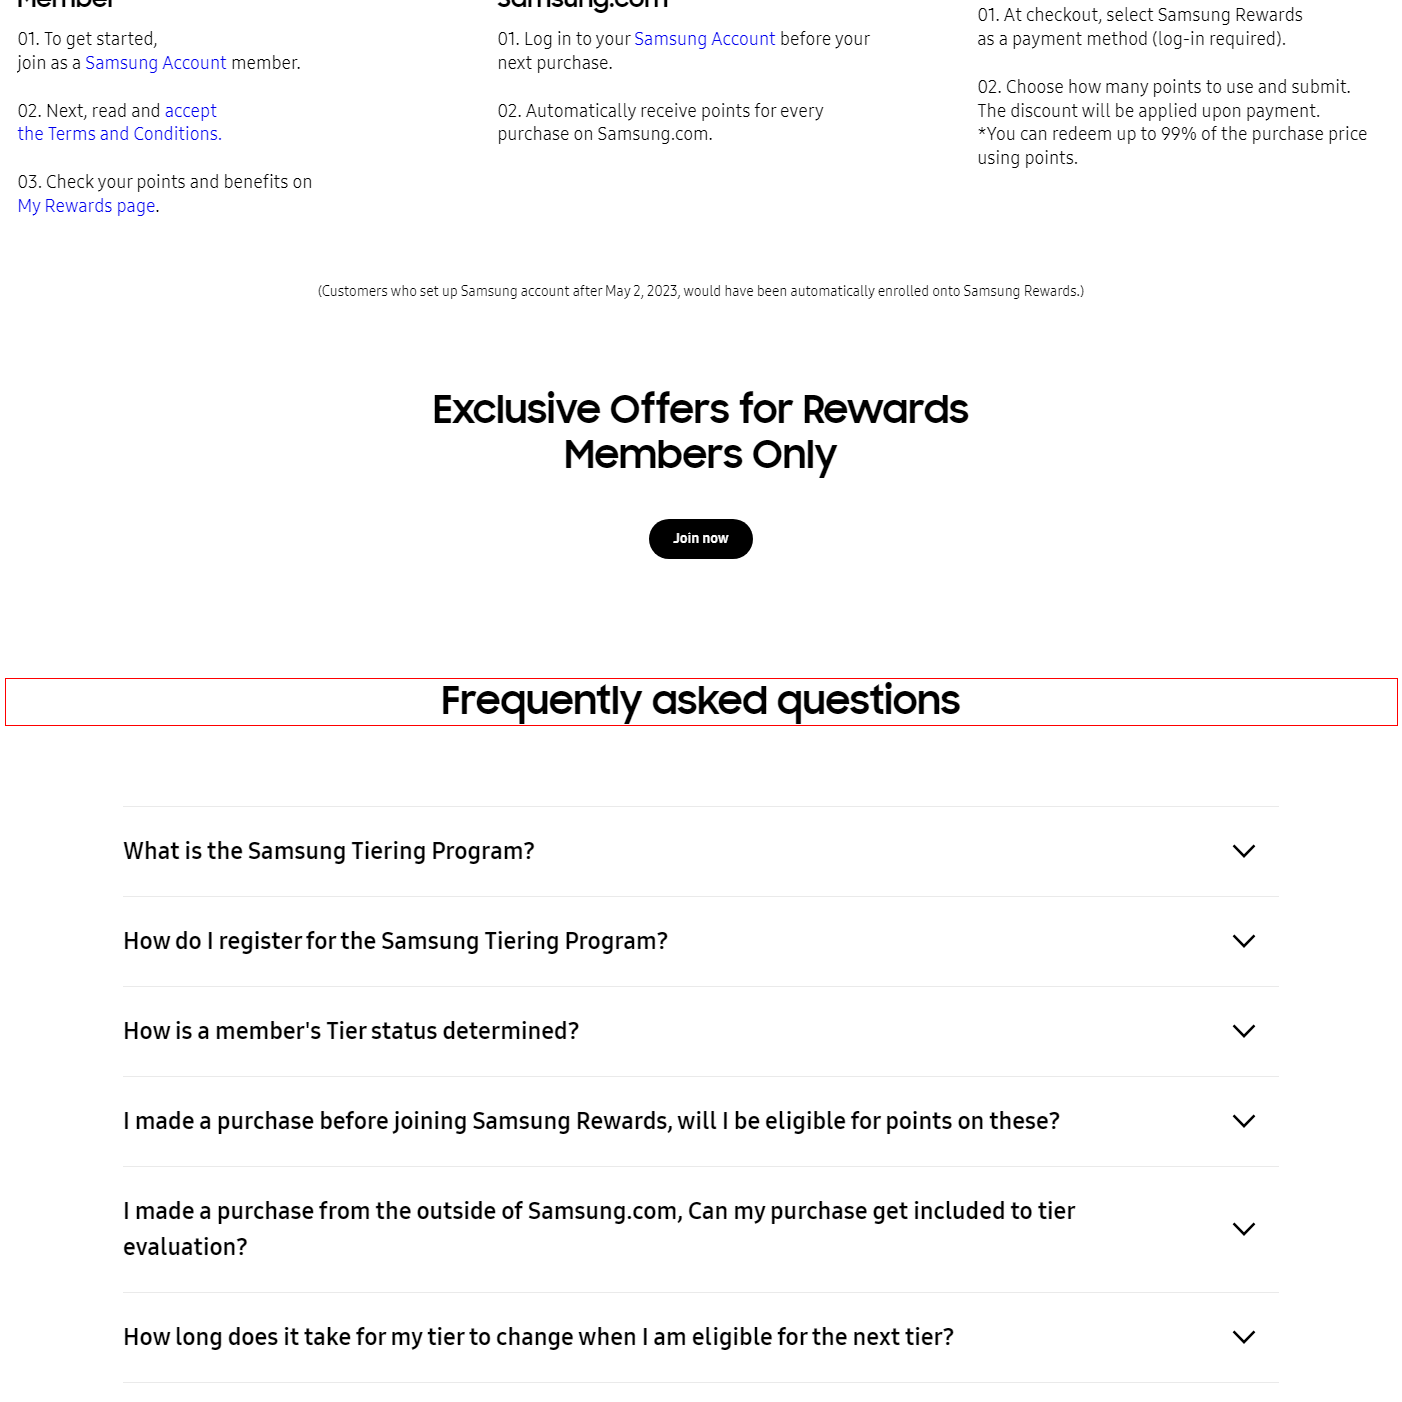 Member
01. To get started,
join as a Samsung Account member.
02. Next, read and accept
the Terms and Conditions.
03. Check your points and benefits on
My Rewards page.
Samsung.com
01. Log in to your Samsung Account before your
next purchase.
02. Automatically receive points for every
purchase on Samsung.com.
01. At checkout, select Samsung Rewards
as a payment method (log-in required).
02. Choose how many points to use and submit.
The discount will be applied upon payment.
*You can redeem up to 99% of the purchase price
using points.
(Customers who set up Samsung account after May 2, 2023, would have been automatically enrolled onto Samsung Rewards.)
Exclusive Offers for Rewards
Members Only
Join now
Frequently asked questions
What is the Samsung Tiering Program?
How do I register for the Samsung Tiering Program?
How is a member's Tier status determined?
I made a purchase before joining Samsung Rewards, will I be eligible for points on these?
I made a purchase from the outside of Samsung.com, Can my purchase get included to tier
evaluation?
How long does it take for my tier to change when I am eligible for the next tier?